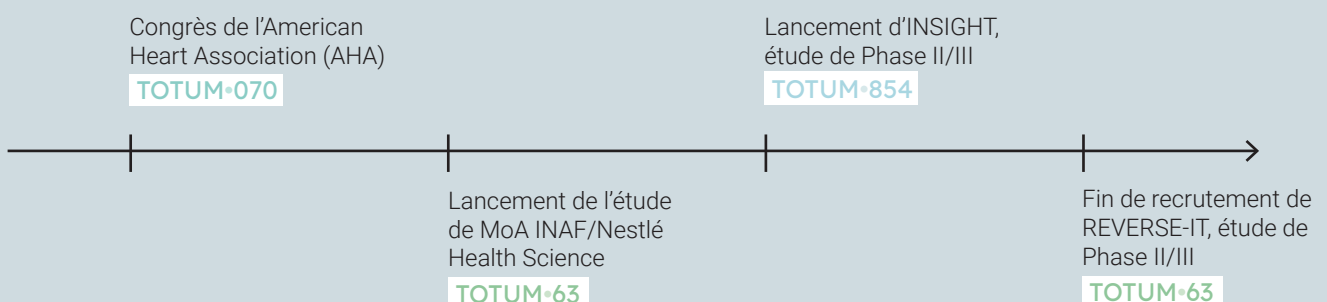 Congrès de l’American
Heart Association (AHA)
TOTUM•070
Lancement de l’étude
de MoA INAF/Nestlé
Health Science
TOTUM•63
Lancement d’INSIGHT,
étude de Phase II/III
TOTUM•854
Fin de recrutement de
REVERSE-IT, étude de
Phase II/III
TOTUM•63